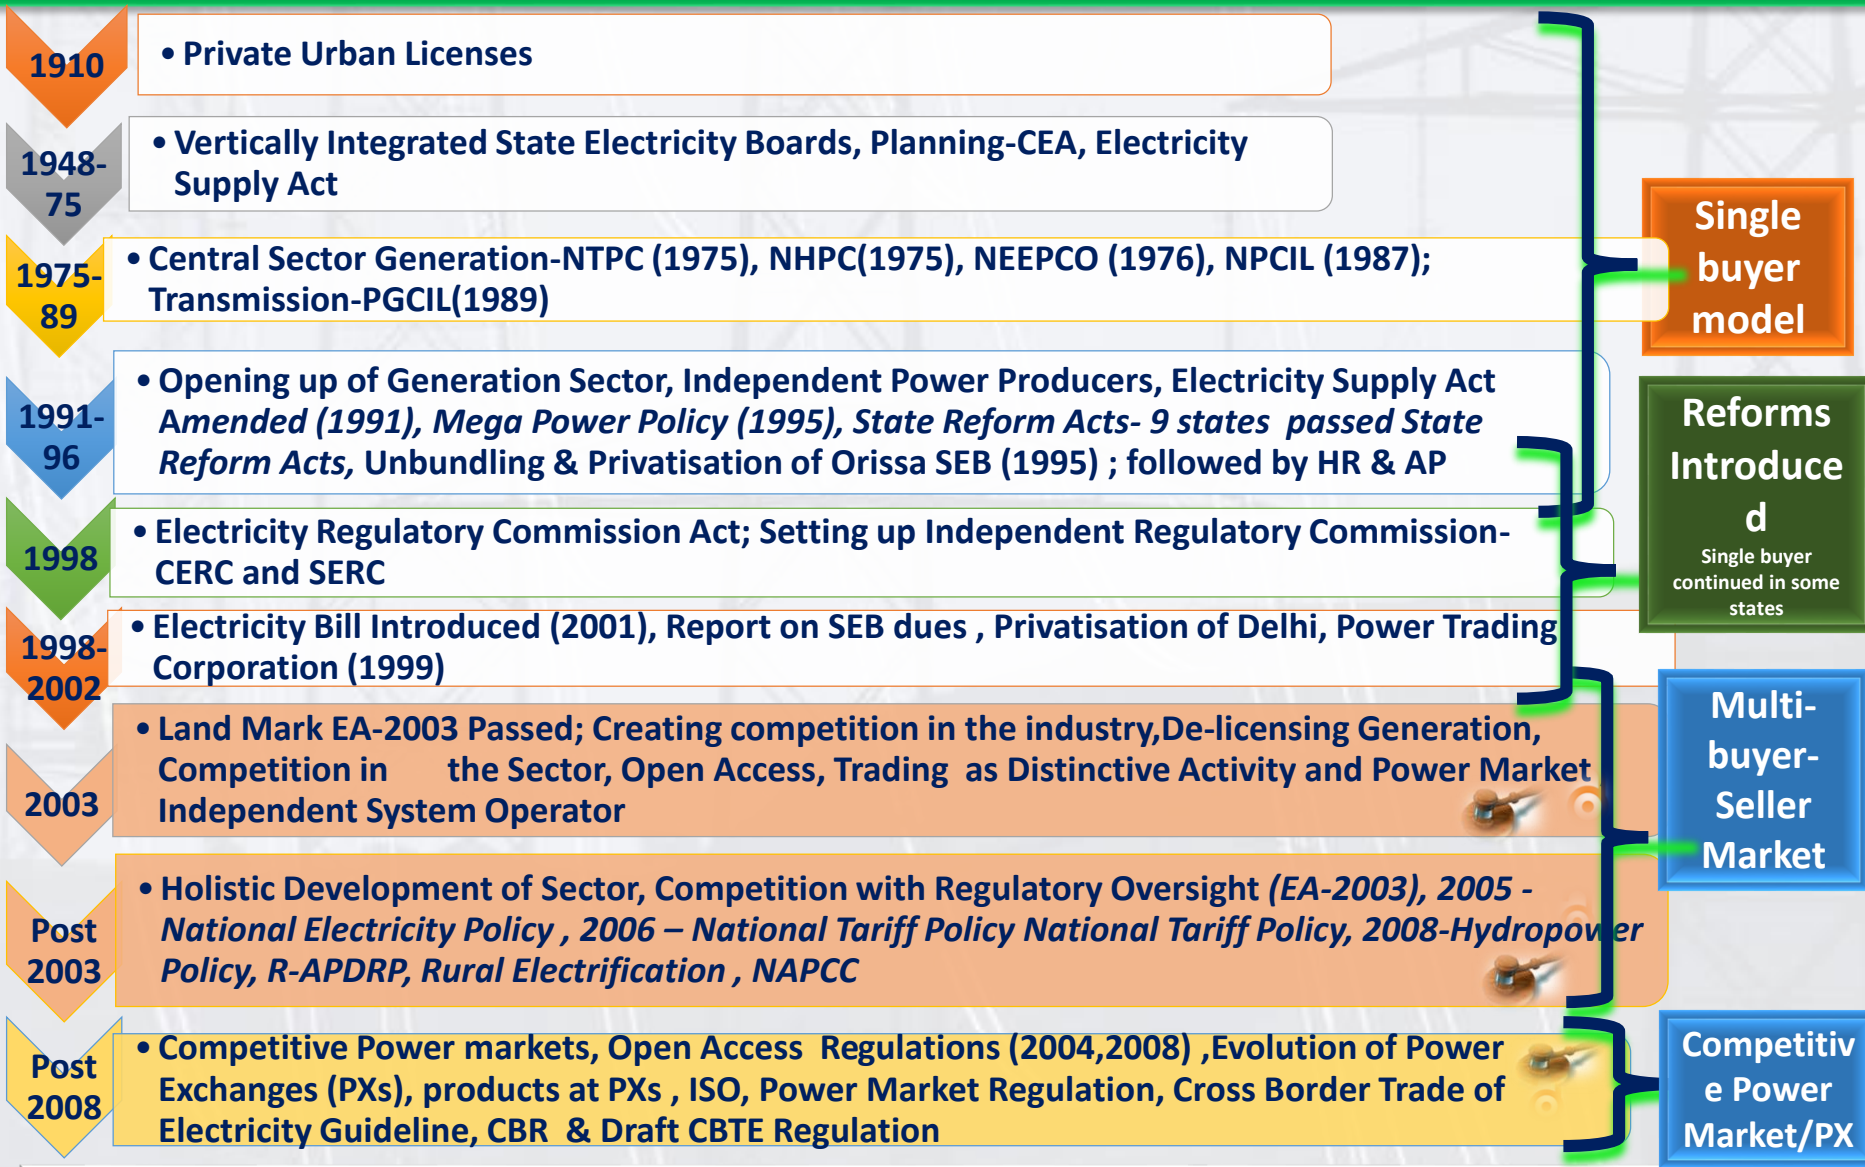 1910
• Private Urban Licenses
1948-
75
• Vertically Integrated State Electricity Boards, Planning-CEA, Electricity
Supply Act
1975-
89
• Central Sector Generation-NTPC (1975), NHPC(1975), NEEPCO (1976), NPCIL (1987);
Transmission-PGCIL(1989)
Single
buyer
model
1991-
96
• Opening up of Generation Sector, Independent Power Producers, Electricity Supply Act
Amended (1991), Mega Power Policy (1995), State Reform Acts- 9 states passed State
Reform Acts, Unbundling & Privatisation of Orissa SEB (1995) ; followed by HR & AP
1998
• Electricity Regulatory Commission Act; Setting up Independent Regulatory Commission-
CERC and SERC
Reforms
Introduce
d
Single buyer
continued in some
states
1998-
2002
• Electricity Bill Introduced (2001), Report on SEB dues , Privatisation of Delhi, Power Trading
Corporation (1999)
2003
• Land Mark EA-2003 Passed; Creating competition in the industry,De-licensing Generation,
Competition in the Sector, Open Access, Trading as Distinctive Activity and Power Market
Independent System Operator
Multi-
buyer-
Seller
Market
Post
2003
• Holistic Development of Sector, Competition with Regulatory Oversight (EA-2003), 2005 -
National Electricity Policy , 2006 – National Tariff Policy National Tariff Policy, 2008-Hydropower
Policy, R-APDRP, Rural Electrification , NAPCC
Post
2008
• Competitive Power markets, Open Access Regulations (2004,2008) ,Evolution of Power
Exchanges (PXs), products at PXs , ISO, Power Market Regulation, Cross Border Trade of
Electricity Guideline, CBR & Draft CBTE Regulation
Competitiv
e Power
Market/PX